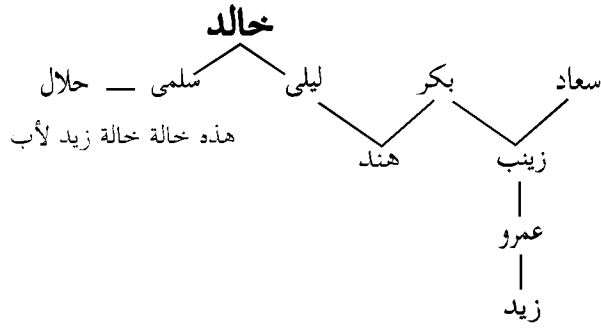 خالد
سعاد بكر ليلى سلمى — حلال
هذه خالة خالة زيد لأب
زينب هند
عمرو
زيد